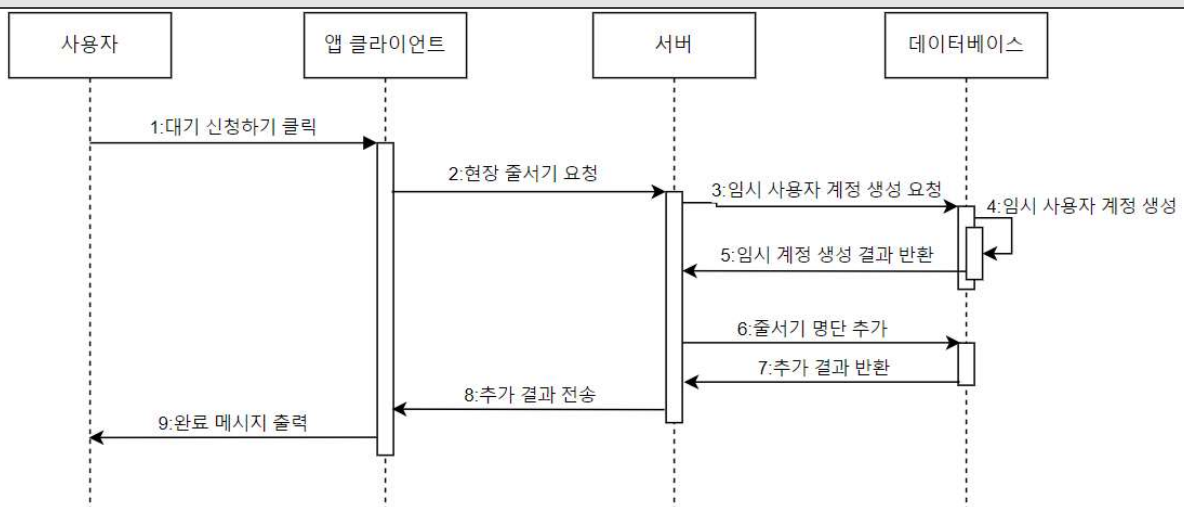 사용자
앱 클라이언트
서버
데이터베이스
1:대기 신청하기 클릭
2:현장 줄서기 요청
3:임시 사용자 계정 생성 요청
4:임시 사용자 계정 생성
5:임시 계정 생성 결과 반환
6:줄서기 명단 추가
7:추가 결과 반환
8:추가 결과 전송
9:완료 메시지 출력